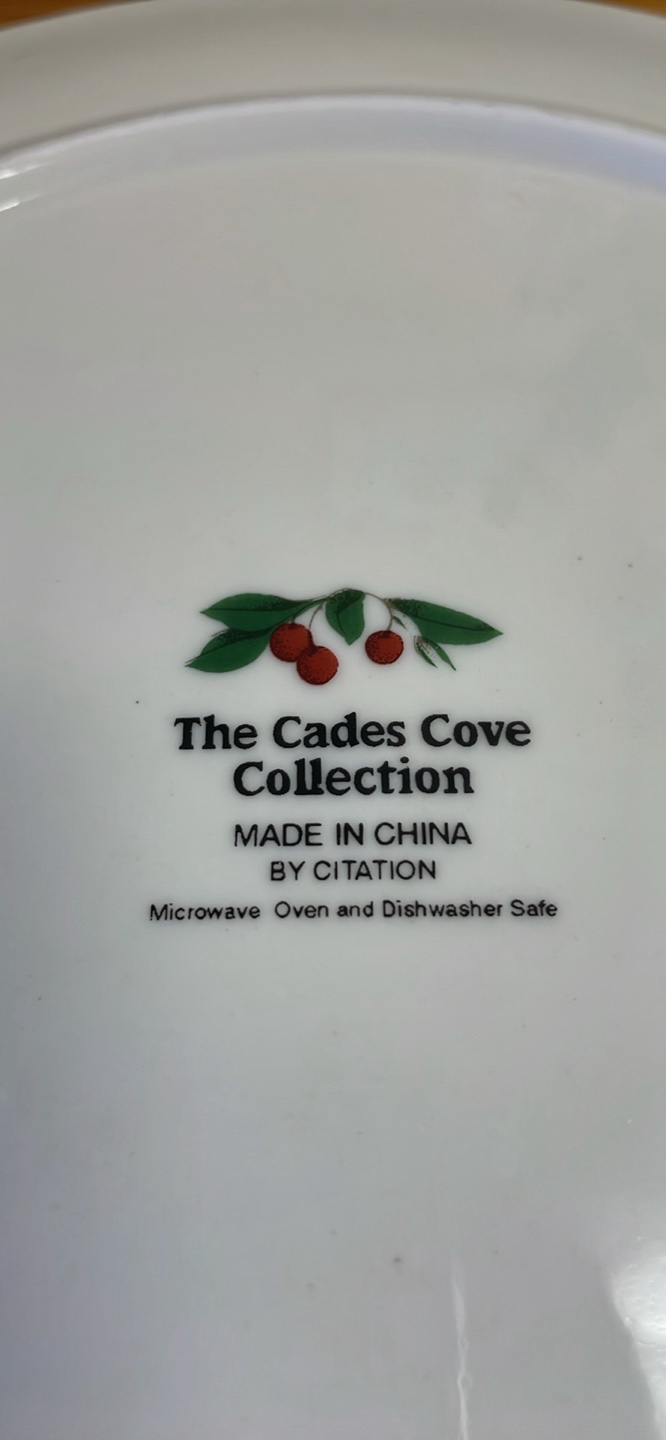 The Cades Cove
Collection
MADE IN CHINA
BY CITATION
Microwave Oven and Dishwasher Safe